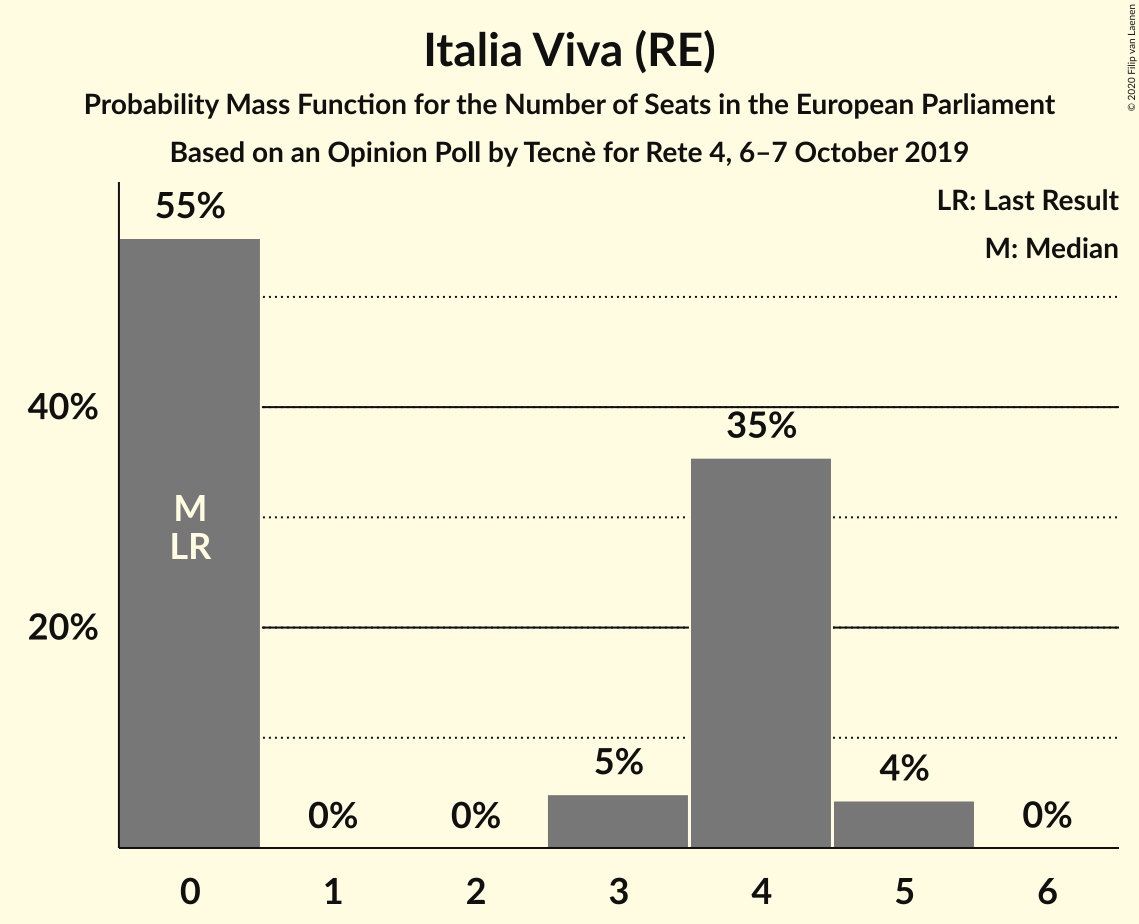 Italia Viva (RE)
Probability Mass Function for the Number of Seats in the European Parliament
Based on an Opinion Poll by Tecnè for Rete 4, 6–7 October 2019
© 2020 Filip van Laenen
LR: Last Result
M: Median
55%
40%
35%
M
LR
20%
5%
4%
0%
0%
0%
0
1
2
3
4
5
6